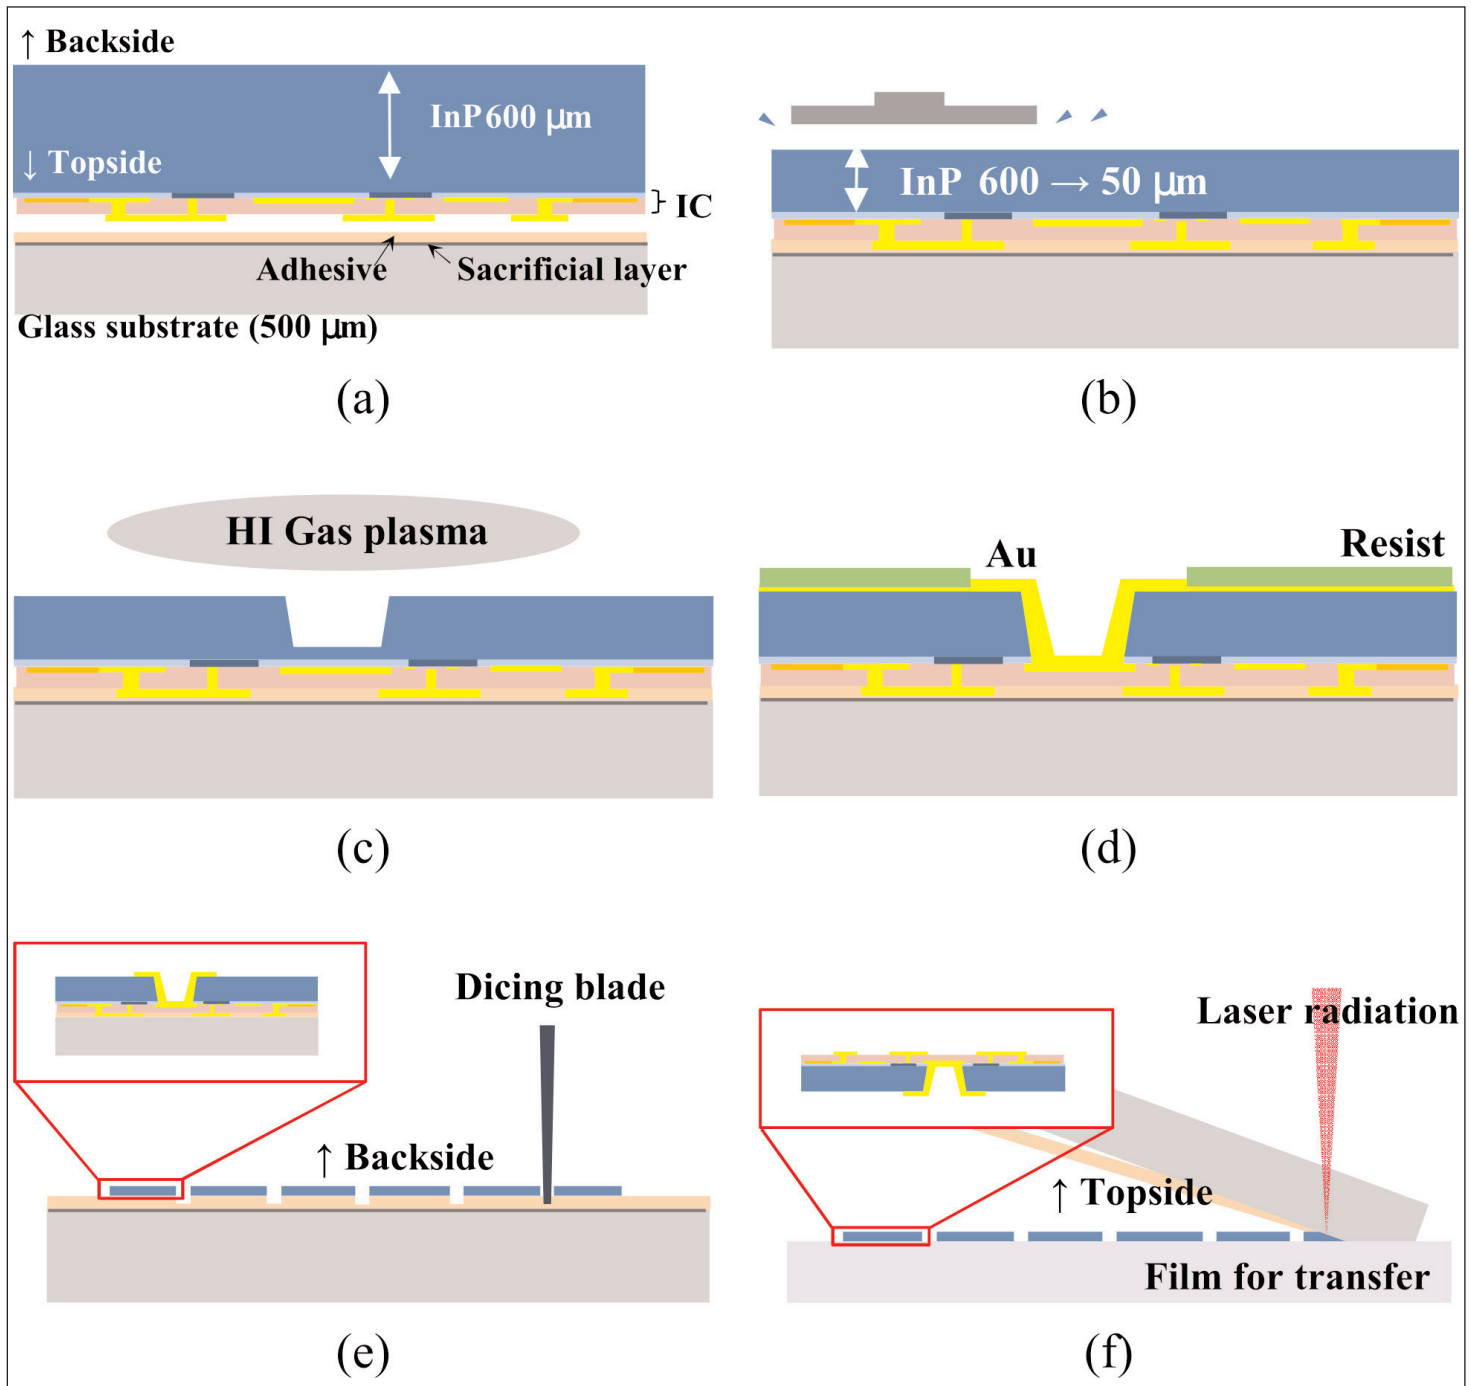 ↑ Backside
InP 600 μm
↓ Topside
IC
Adhesive
Sacrificial layer
Glass substrate (500 μm)
(a)
InP 600 → 50 μm
(b)
HI Gas plasma
(c)
Au
Resist
(d)
Dicing blade
↑ Backside
(e)
Laser radiation
↑ Topside
Film for transfer
(f)